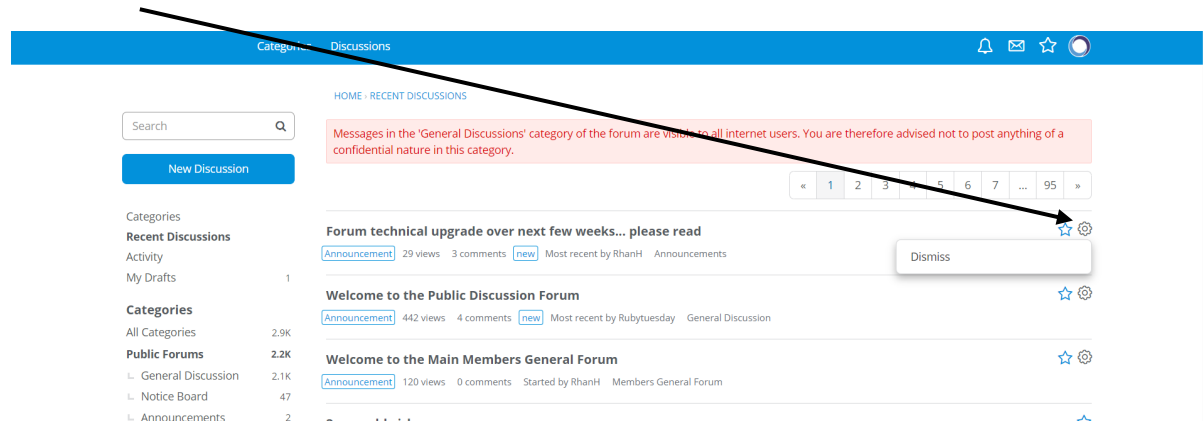 Categories Discussions
HOME › RECENT DISCUSSIONS
Search
New Discussion
Categories
Recent Discussions
Activity
My Drafts 1
Categories
All Categories 2.9K
Public Forums 2.2K
General Discussion 2.1K
Notice Board 47
Announcements 2
Messages in the 'General Discussions' category of the forum are visible to all internet users. You are therefore advised not to post anything of a
confidential nature in this category.
« 1 2 3 4 5 6 7 ... 95 »
Forum technical upgrade over next few weeks... please read
Announcement 29 views 3 comments new Most recent by RhanH Announcements
Dismiss
Welcome to the Public Discussion Forum
Announcement 442 views 4 comments new Most recent by Rubytuesday General Discussion
Welcome to the Main Members General Forum
Announcement 120 views 0 comments Started by RhanH Members General Forum